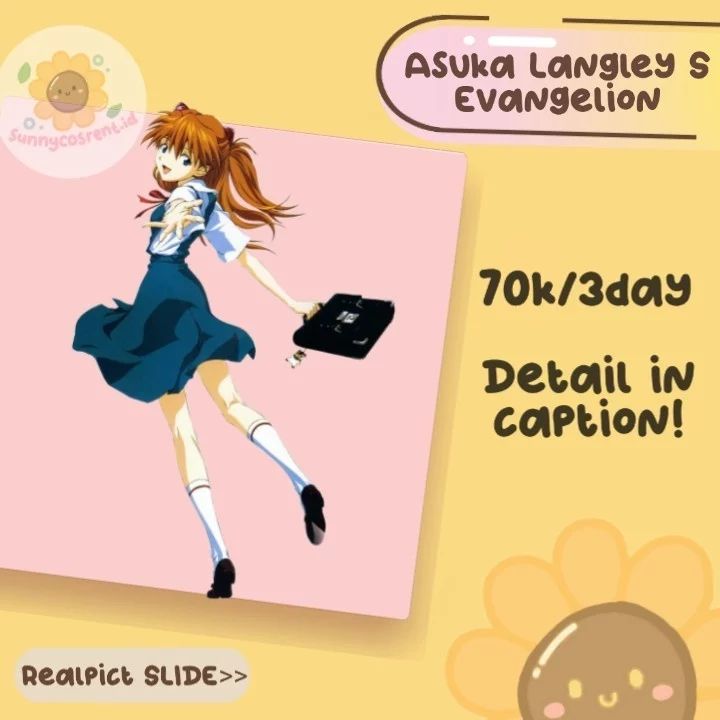 sunnycosrent.id
Asuka Langley S
Evangelion
70k/3day
Detail in
caption!
RealPict SLIDE>>